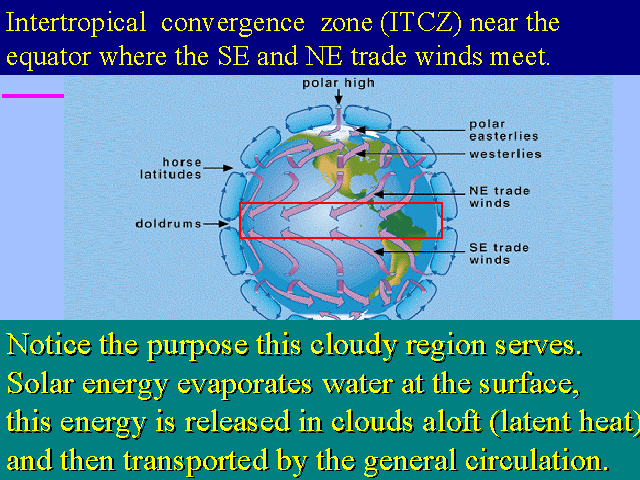 Intertropical convergence zone (ITCZ) near the
equator where the SE and NE trade winds meet.
polar high
polar
easterlies
westerlies
horse
latitudes
NE trade
winds
doldrums
SE trade
winds
Notice the purpose this cloudy region serves.
Solar energy evaporates water at the surface,
this energy is released in clouds aloft (latent heat)
and then transported by the general circulation.